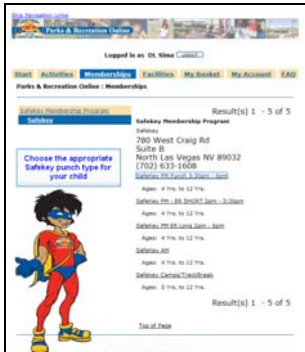 Skip Navigation Links
Parks & Recreation Online
Logged in as OL Sima
Start Activities Memberships Facilities My Basket My Account FAQ
Parks & Recreation Online : Memberships
Safekey Membership Program
Safekey
Result(s) 1 - 5 of 5
Safekey Membership Program
Safekey
780 West Craig Rd
Suite B
North Las Vegas NV 89032
(702) 633-1608
Safekey PM Punch 3:30pm - 6pm
Ages: 4 Yrs. to 12 Yrs.
Safekey PM - ER SHORT 2pm - 3:30pm
Ages: 4 Yrs. to 12 Yrs.
Safekey PM ER Long 2pm - 6pm
Ages: 4 Yrs. to 12 Yrs.
Safekey AM
Ages: 4 Yrs. to 12 Yrs.
Safekey Camps/TrackBreak
Ages: 5 Yrs. to 12 Yrs.
Result(s) 1 - 5 of 5
Top of Page
Choose the appropriate
Safekey punch type for
your child